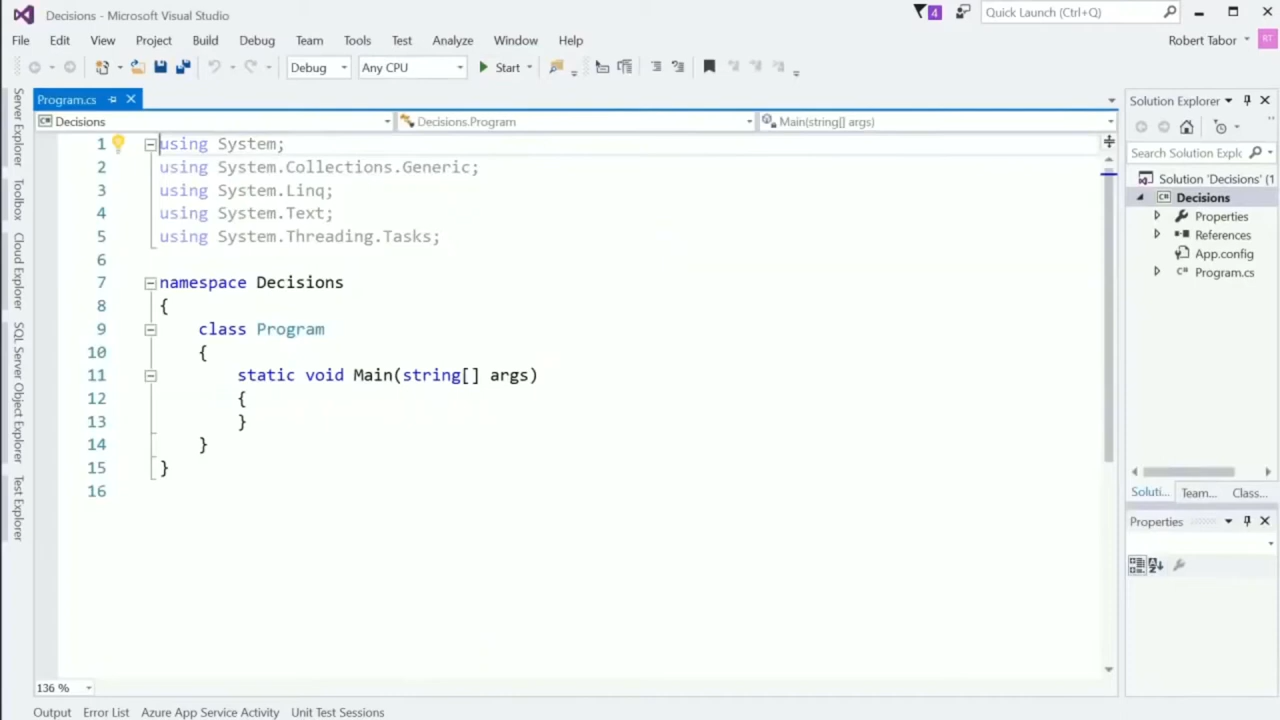 Decisions - Microsoft Visual Studio
4
Quick Launch (Ctrl+Q)
File Edit View Project Build Debug Team Tools Test Analyze Window Help
Robert Tabor
RT
Debug
Any CPU
Start
Server Explorer
Toolbox
Cloud Explorer
SQL Server Object Explorer
Test Explorer
Program.cs
Decisions
Decisions.Program
Main(string[] args)
1 using System;
2 using System.Collections.Generic;
3 using System.Linq;
4 using System.Text;
5 using System.Threading.Tasks;
6
7 namespace Decisions
8 {
9 class Program
10 {
11 static void Main(string[] args)
12 {
13 }
14 }
15 }
16
136 %
Solution Explorer
Search Solution Explo
Solution 'Decisions' (1
Decisions
Properties
References
App.config
Program.cs
Soluti... Team... Class...
Properties
Output Error List Azure App Service Activity Unit Test Sessions